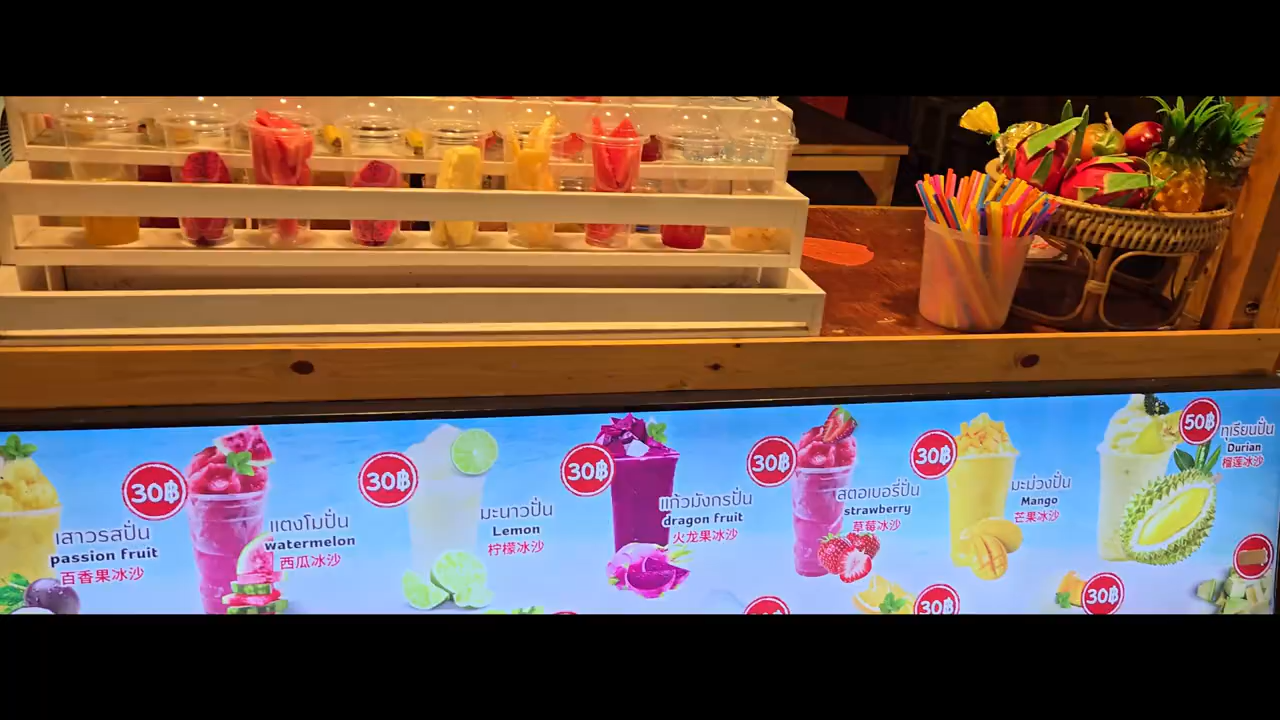 เสาวรสปั่น
passion fruit
百香果冰沙
30฿
แตงโมปั่น
watermelon
西瓜冰沙
30฿
มะนาวปั่น
Lemon
柠檬冰沙
30฿
แก้วมังกรปั่น
dragon fruit
火龙果冰沙
30฿
สตอเบอรี่ปั่น
strawberry
草莓冰沙
30฿
มะม่วงปั่น
Mango
芒果冰沙
50฿
ทุเรียนปั่น
Durian
榴莲冰沙
30฿
30฿